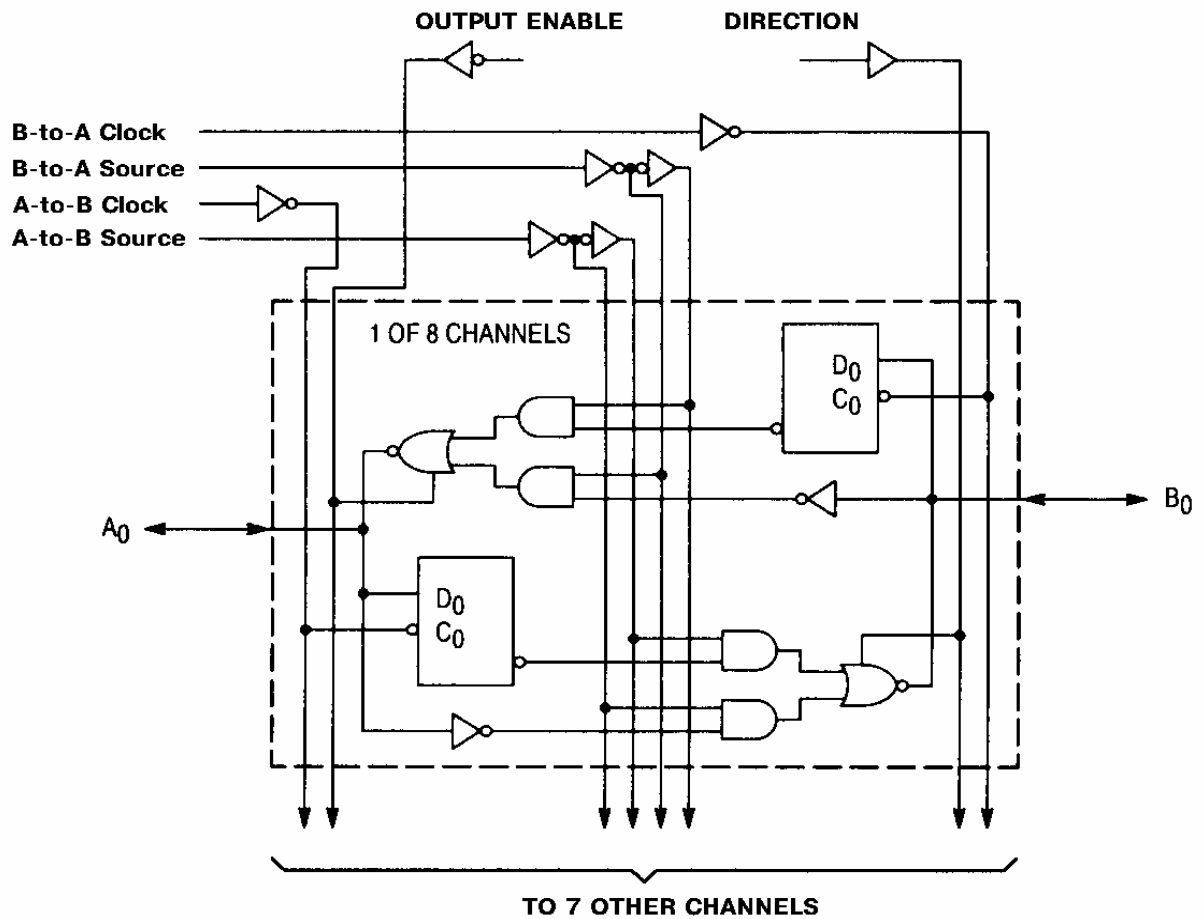 OUTPUT ENABLE
DIRECTION
B-to-A Clock
B-to-A Source
A-to-B Clock
A-to-B Source
1 OF 8 CHANNELS
D0
C0
A0
B0
D0
C0
TO 7 OTHER CHANNELS